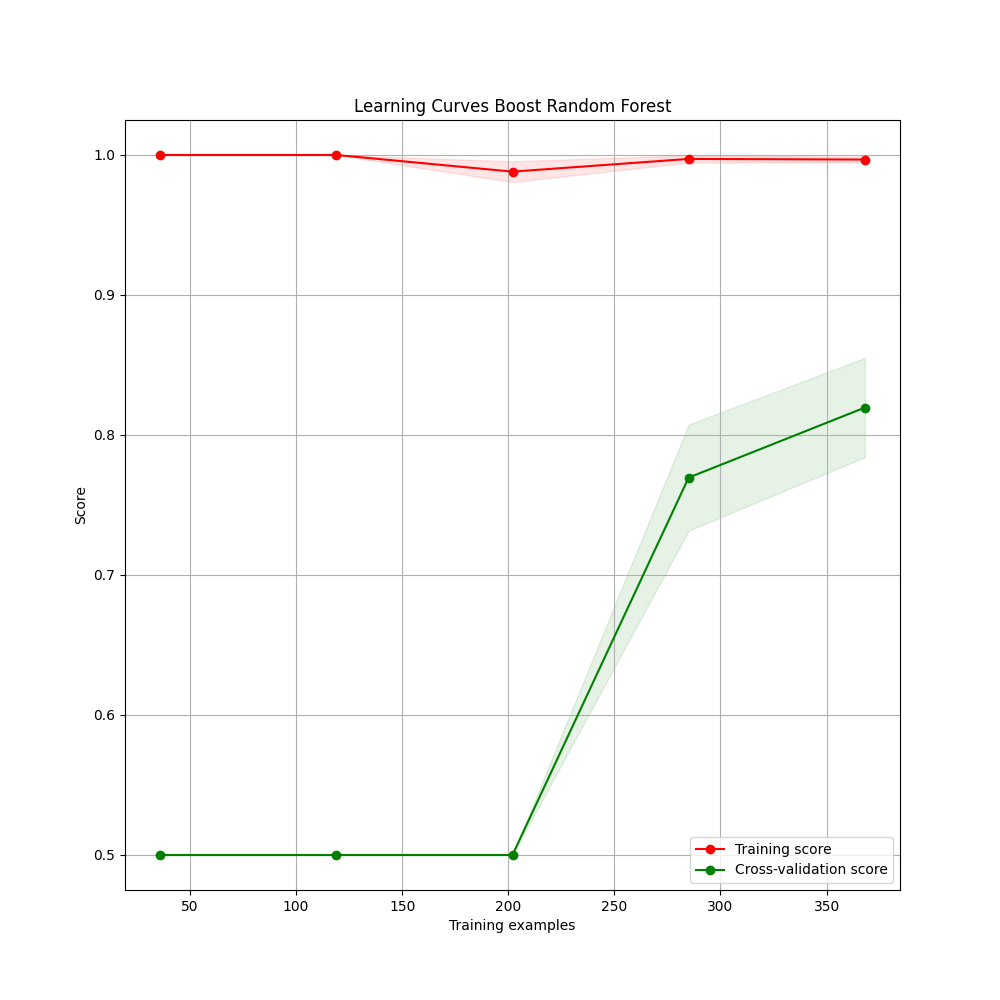 Learning Curves Boost Random Forest
1.0
0.9
0.8
0.7
0.6
0.5
Score
50 100 150 200 250 300 350
Training examples
Training score
Cross-validation score